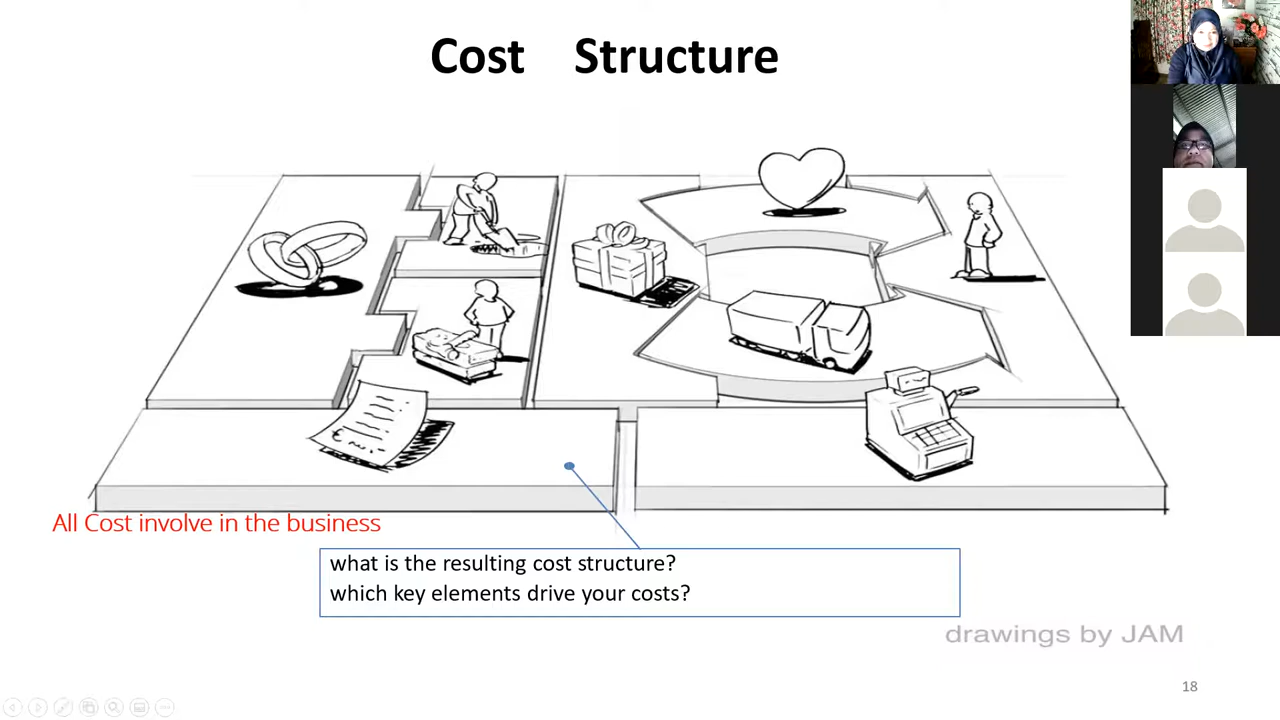 Cost Structure
All Cost involve in the business
what is the resulting cost structure?
which key elements drive your costs?
drawings by JAM
18